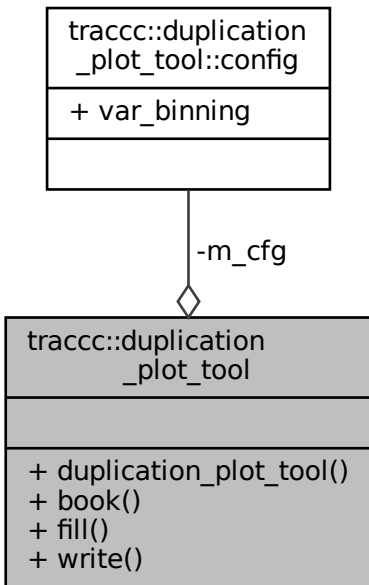 traccc::duplication
_plot_tool::config
+ var_binning
-m_cfg
traccc::duplication
_plot_tool
+ duplication_plot_tool()
+ book()
+ fill()
+ write()